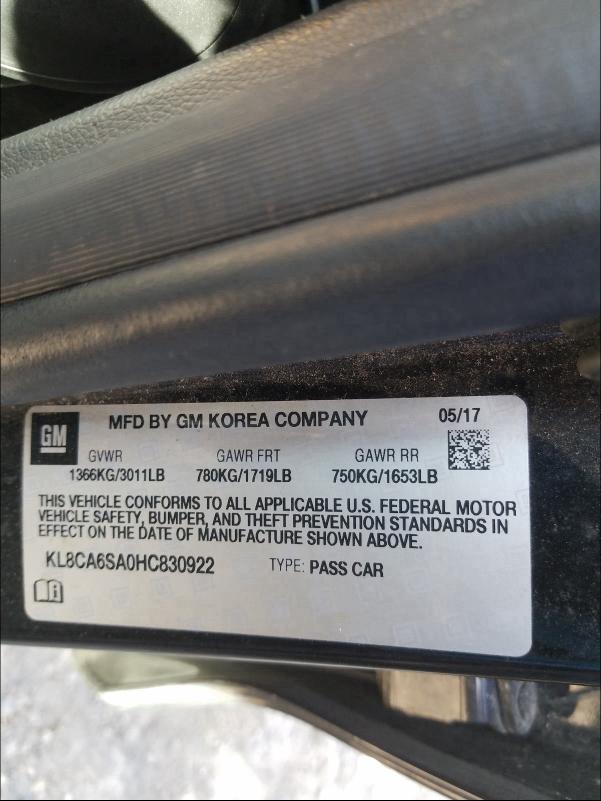 GM
MFD BY GM KOREA COMPANY 05/17
GVWR GAWR FRT GAWR RR
1366KG/3011LB 780KG/1719LB 750KG/1653LB
THIS VEHICLE CONFORMS TO ALL APPLICABLE U.S. FEDERAL MOTOR
VEHICLE SAFETY, BUMPER, AND THEFT PREVENTION STANDARDS IN
EFFECT ON THE DATE OF MANUFACTURE SHOWN ABOVE.
KL8CA6SA0HC830922 TYPE: PASS CAR